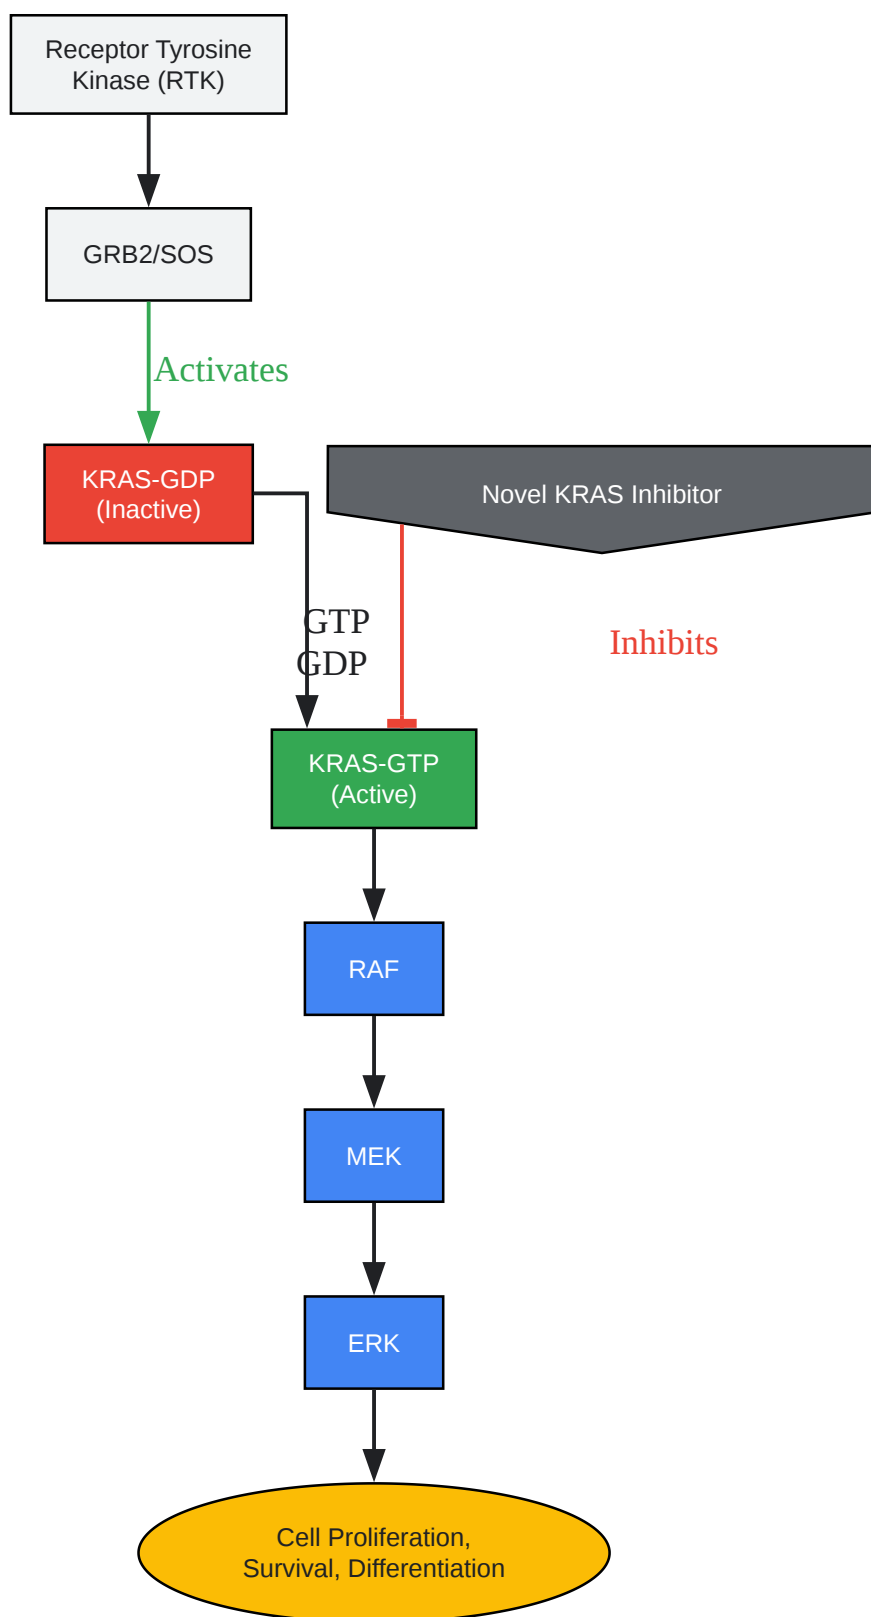 Receptor Tyrosine
Kinase (RTK)
GRB2/SOS
Activates
KRAS-GDP
(Inactive)
Novel KRAS Inhibitor
GTP
GDP
Inhibits
KRAS-GTP
(Active)
RAF
MEK
ERK
Cell Proliferation,
Survival, Differentiation